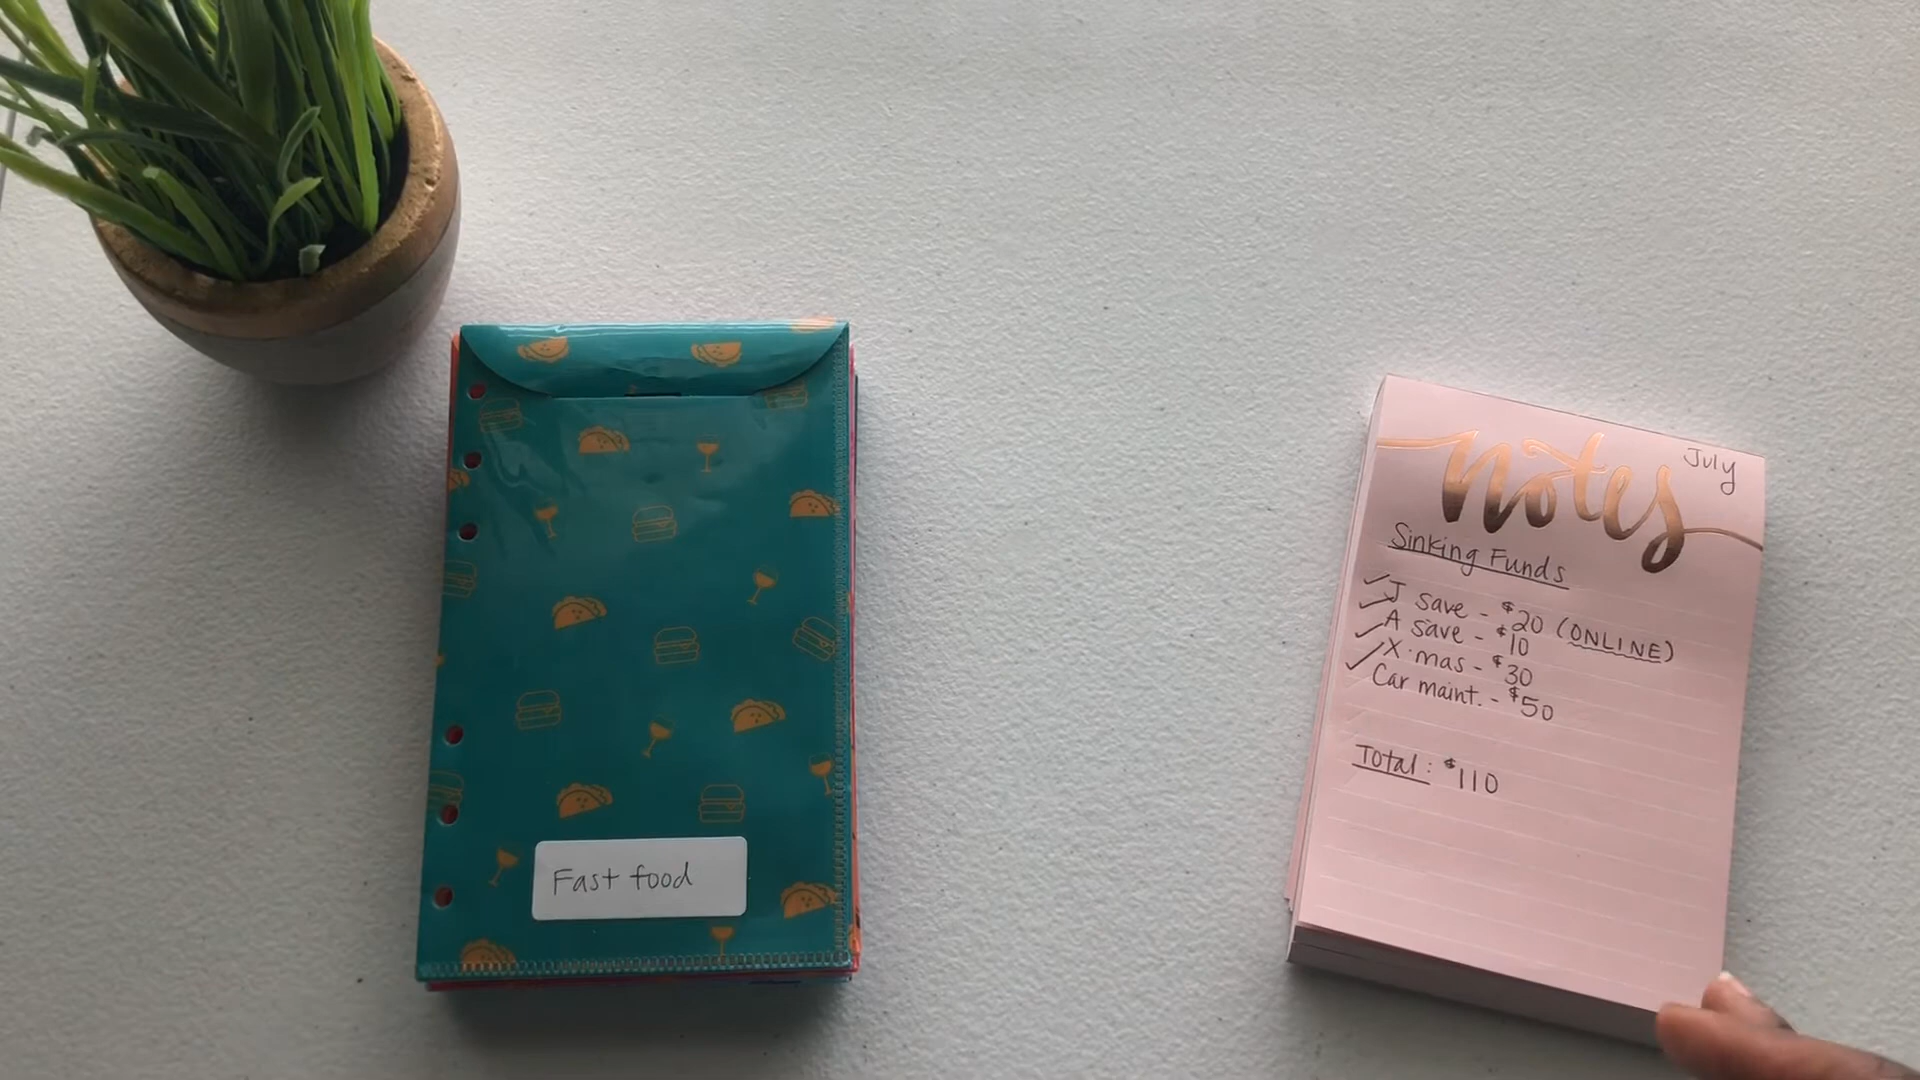 Fast food
July
notes
Sinking Funds
J save - $20 (ONLINE)
A save - $10
X·mas - $30
Car maint. - $50
Total: $110